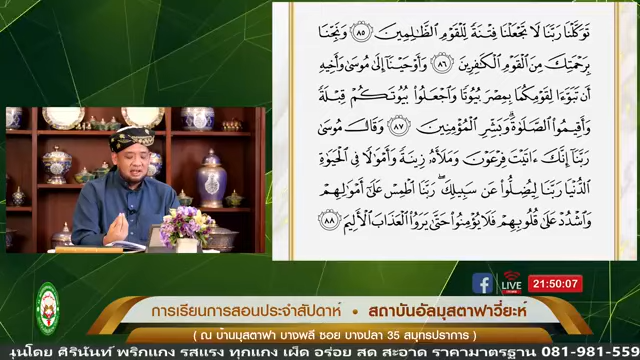 تَوَكَّلْنَا رَبَّنَا لَا تَجْعَلْنَا فِتْنَةً لِّلْقَوْمِ الظَّالِمِينَ ٨٥ وَنَجِّنَا
بِرَحْمَتِكَ مِنَ الْقَوْمِ الْكَافِرِينَ ٨٦ وَأَوْحَيْنَا إِلَىٰ مُوسَىٰ وَأَخِيهِ
أَن تَبَوَّءَا لِقَوْمِكُمَا بِمِصْرَ بُيُوتًا وَاجْعَلُوا بُيُوتَكُمْ قِبْلَةً
وَأَقِيمُوا الصَّلَاةَ ۗ وَبَشِّرِ الْمُؤْمِنِينَ ٨٧ وَقَالَ مُوسَىٰ
رَبَّنَا إِنَّكَ ءَاتَيْتَ فِرْعَوْنَ وَمَلَأَهُ زِينَةً وَأَمْوَالًا فِي الْحَيَوٰةِ
الدُّنْيَا رَبَّنَا لِيُضِلُّوا عَن سَبِيلِكَ ۖ رَبَّنَا اطْمِسْ عَلَىٰ أَمْوَالِهِمْ
وَاشْدُدْ عَلَىٰ قُلُوبِهِمْ فَلَا يُؤْمِنُوا حَتَّىٰ يَرَوُا الْعَذَابَ الْأَلِيمَ ٨٨
LIVE
21:50:07
การเรียนการสอนประจำสัปดาห์ • สถาบันอัลมุสตาฟาวี่ยะห์
( ณ บ้านมุสตาฟา บางพลี ซอย บางปลา 35 สมุทรปราการ )
นุนโดย ศิรินันท์ พริกแกง รสแรง ทุกแกง เผ็ด อร่อย สด สะอาด ราคามาตรฐาน 081-981-559